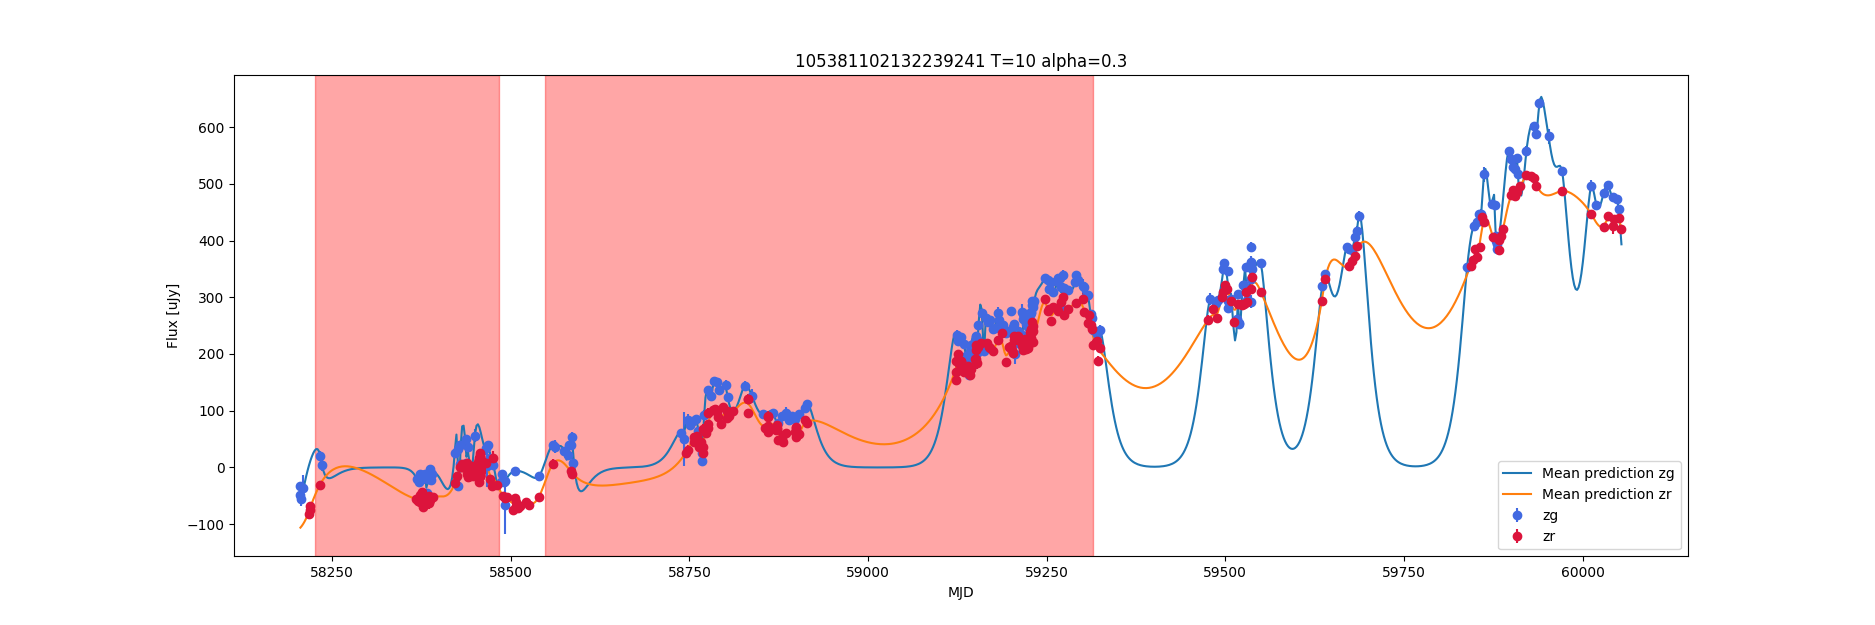 105381102132239241 T=10 alpha=0.3
Flux [uJy]
600
500
400
300
200
100
0
−100
58250 58500 58750 59000 59250 59500 59750 60000
MJD
Mean prediction zg
Mean prediction zr
zg
zr